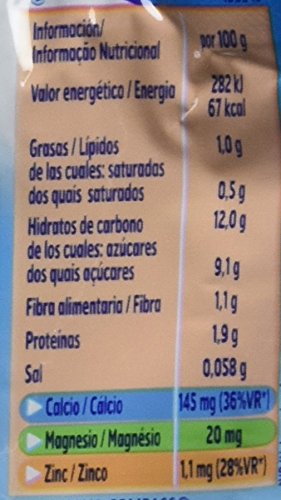 Información/
Informação Nutricional por 100 g
Valor energético / Energia 282 kJ
67 kcal
Grasas / Lípidos 1,0 g
de las cuales: saturadas
dos quais saturados 0,5 g
Hidratos de carbono 12,0 g
de los cuales: azúcares
dos quais açúcares 9,1 g
Fibra alimentaria / Fibra 1,1 g
Proteínas 1,9 g
Sal 0,058 g
Calcio / Cálcio 145 mg (36%VR*)
Magnesio / Magnésio 20 mg
Zinc / Zinco 1,1 mg (28%VR*)